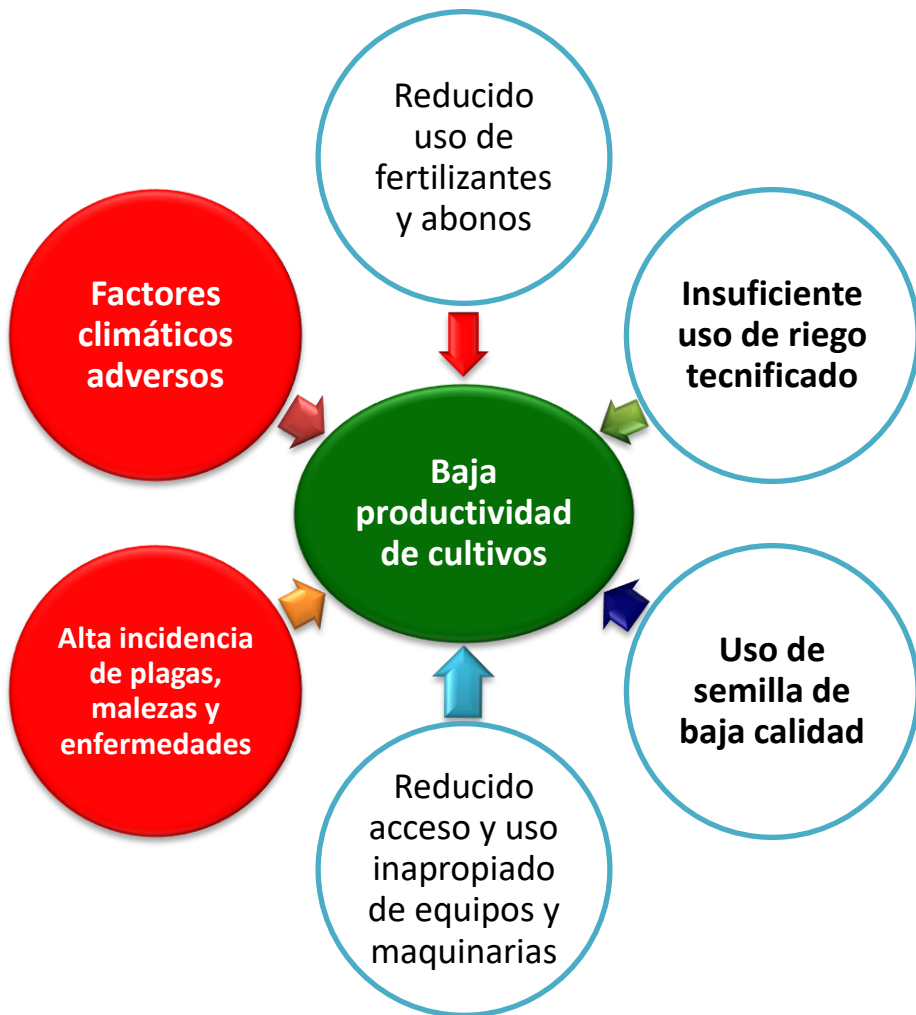 Reducido
uso de
fertilizantes
y abonos
Factores
climáticos
adversos
Insuficiente
uso de riego
tecnificado
Baja
productividad
de cultivos
Alta incidencia
de plagas,
malezas y
enfermedades
Uso de
semilla de
baja calidad
Reducido
acceso y uso
inapropiado
de equipos y
maquinarias